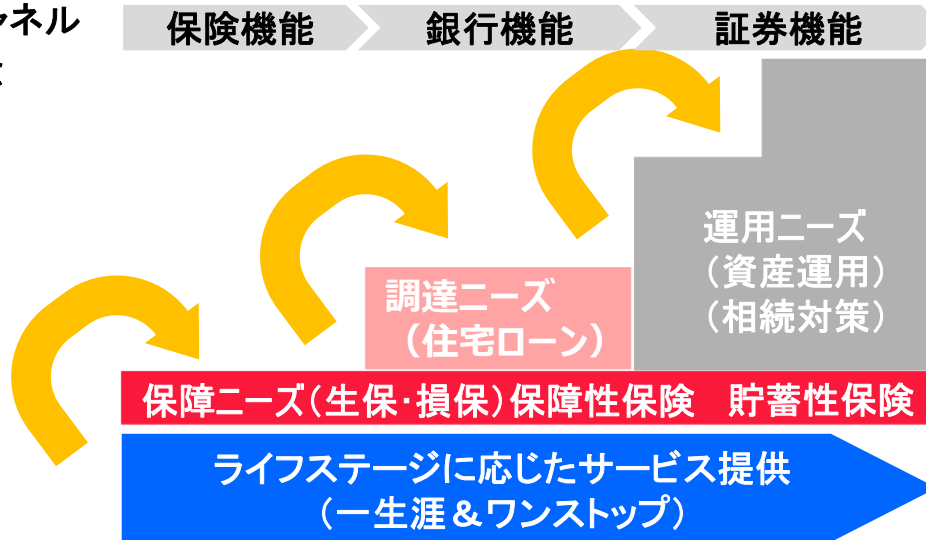 ャネル
保険機能
銀行機能
証券機能
運用ニーズ
(資産運用)
(相続対策)
調達ニーズ
(住宅ローン)
保障ニーズ(生保・損保)保障性保険 貯蓄性保険
ライフステージに応じたサービス提供
(一生涯&ワンストップ)